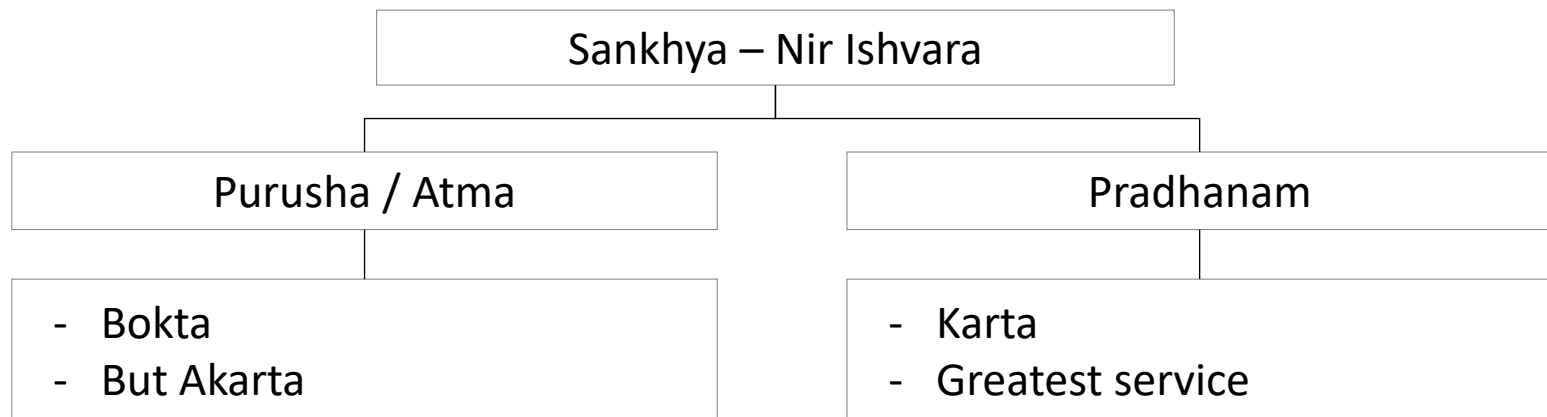 Sankhya – Nir Ishvara
Purusha / Atma
Pradhanam
- Bokta
- But Akarta
- Karta
- Greatest service